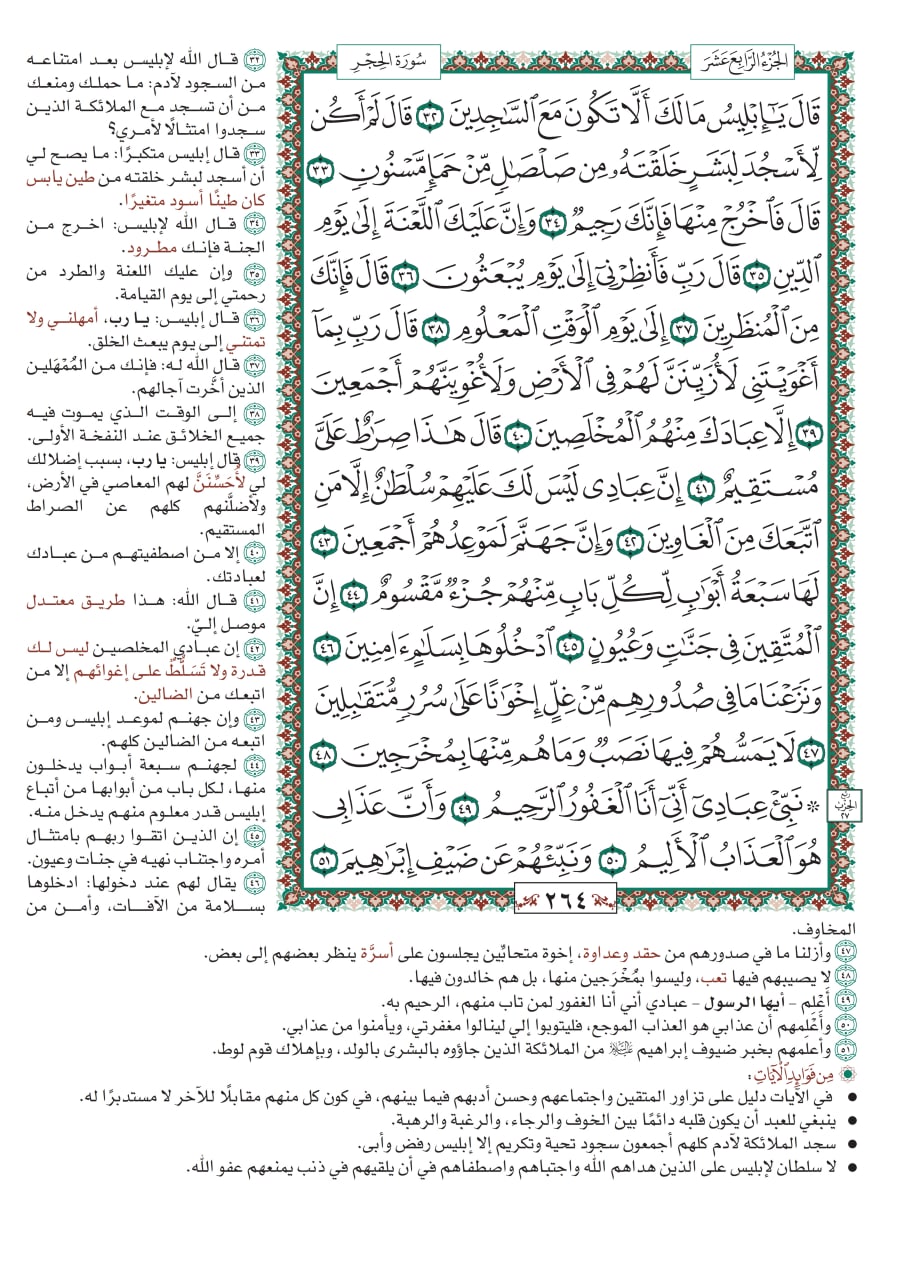 الجُزْءُ الرَّابِعَ عَشَرَ
سُورَةُ الحِجْرِ
قَالَ يَـٰٓإِبْلِيسُ مَا لَكَ أَلَّا تَكُونَ مَعَ ٱلسَّـٰجِدِينَ ٣٢ قَالَ لَمْ أَكُن
لِّأَسْجُدَ لِبَشَرٍ خَلَقْتَهُۥ مِن صَلْصَـٰلٍ مِّنْ حَمَإٍ مَّسْنُونٍ ٣٣
قَالَ فَٱخْرُجْ مِنْهَا فَإِنَّكَ رَجِيمٌ ٣٤ وَإِنَّ عَلَيْكَ ٱللَّعْنَةَ إِلَىٰ يَوْمِ
ٱلدِّينِ ٣٥ قَالَ رَبِّ فَأَنظِرْنِىٓ إِلَىٰ يَوْمِ يُبْعَثُونَ ٣٦ قَالَ فَإِنَّكَ
مِنَ ٱلْمُنظَرِينَ ٣٧ إِلَىٰ يَوْمِ ٱلْوَقْتِ ٱلْمَعْلُومِ ٣٨ قَالَ رَبِّ بِمَآ
أَغْوَيْتَنِى لَأُزَيِّنَنَّ لَهُمْ فِى ٱلْأَرْضِ وَلَأُغْوِيَنَّهُمْ أَجْمَعِينَ
٣٩ إِلَّا عِبَادَكَ مِنْهُمُ ٱلْمُخْلَصِينَ ٤٠ قَالَ هَـٰذَا صِرَٰطٌ عَلَىَّ
مُسْتَقِيمٌ ٤١ إِنَّ عِبَادِى لَيْسَ لَكَ عَلَيْهِمْ سُلْطَـٰنٌ إِلَّا مَنِ
ٱتَّبَعَكَ مِنَ ٱلْغَاوِينَ ٤٢ وَإِنَّ جَهَنَّمَ لَمَوْعِدُهُمْ أَجْمَعِينَ ٤٣
لَهَا سَبْعَةُ أَبْوَٰبٍ لِّكُلِّ بَابٍ مِّنْهُمْ جُزْءٌ مَّقْسُومٌ ٤٤ إِنَّ
ٱلْمُتَّقِينَ فِى جَنَّـٰتٍ وَعُيُونٍ ٤٥ ٱدْخُلُوهَا بِسَلَـٰمٍ ءَامِنِينَ ٤٦
وَنَزَعْنَا مَا فِى صُدُورِهِم مِّنْ غِلٍّ إِخْوَٰنًا عَلَىٰ سُرُرٍ مُّتَقَـٰبِلِينَ
٤٧ لَا يَمَسُّهُمْ فِيهَا نَصَبٌ وَمَا هُم مِّنْهَا بِمُخْرَجِينَ ٤٨
* نَبِّئْ عِبَادِىٓ أَنِّىٓ أَنَا ٱلْغَفُورُ ٱلرَّحِيمُ ٤٩ وَأَنَّ عَذَابِى
هُوَ ٱلْعَذَابُ ٱلْأَلِيمُ ٥٠ وَنَبِّئْهُمْ عَن ضَيْفِ إِبْرَٰهِيمَ ٥١
ربع
الحزب
٢٧
٢٦٤
٣٢ قال الله لإبليس بعد امتناعه
من السجود لآدم: ما حملك ومنعك
من أن تسجد مع الملائكة الذين
سجدوا امتثالًا لأمري؟
٣٣ قال إبليس متكبرًا: ما يصح لي
أن أسجد لبشر خلقته من طين يابس
كان طينًا أسود متغيرًا.
٣٤ قال الله لإبليس: اخرج من
الجنة فإنك مطرود.
٣٥ وإن عليك اللعنة والطرد من
رحمتي إلى يوم القيامة.
٣٦ قال إبليس: يا رب، أمهلني ولا
تمتني إلى يوم يبعث الخلق.
٣٧ قال الله له: فإنك من المُمْهَلين
الذين أخَّرت آجالهم.
٣٨ إلى الوقت الذي يموت فيه
جميع الخلائق عند النفخة الأولى.
٣٩ قال إبليس: يا رب، بسبب إضلالك
لي لأُحَسِّنَنَّ لهم المعاصي في الأرض،
ولأضلَّنَّهم كلهم عن الصراط
المستقيم.
٤٠ إلا من اصطفيتهم من عبادك
لعبادتك.
٤١ قال الله: هذا طريق معتدل
موصل إليّ.
٤٢ إن عبادي المخلصين ليس لك
قدرة ولا تَسَلُّطٌ على إغوائهم إلا من
اتبعك من الضالين.
٤٣ وإن جهنم لموعد إبليس ومن
اتبعه من الضالين كلهم.
٤٤ لجهنم سبعة أبواب يدخلون
منها، لكل باب من أبوابها من أتباع
إبليس قدر معلوم منهم يدخل منه.
٤٥ إن الذين اتقوا ربهم بامتثال
أمره واجتناب نهيه في جنات وعيون.
٤٦ يقال لهم عند دخولها: ادخلوها
بسلامة من الآفات، وأمن من
المخاوف.
٤٧ وأزلنا ما في صدورهم من حقد وعداوة، إخوة متحابِّين يجلسون على أسرَّة ينظر بعضهم إلى بعض.
٤٨ لا يصيبهم فيها تعب، وليسوا بمُخْرَجين منها، بل هم خالدون فيها.
٤٩ أَعْلِم – أيها الرسول – عبادي أني أنا الغفور لمن تاب منهم، الرحيم به.
٥٠ وأَعْلِمهم أن عذابي هو العذاب الموجع، فليتوبوا إلي لينالوا مغفرتي، ويأمنوا من عذابي.
٥١ وأعلمهم بخبر ضيوف إبراهيم ﷺ من الملائكة الذين جاؤوه بالبشرى بالولد، وبإهلاك قوم لوط.
مِن فَوَائِدِ الآيَاتِ:
• في الآيات دليل على تزاور المتقين واجتماعهم وحسن أدبهم فيما بينهم، في كون كل منهم مقابلًا للآخر لا مستدبرًا له.
• ينبغي للعبد أن يكون قلبه دائمًا بين الخوف والرجاء، والرغبة والرهبة.
• سجد الملائكة لآدم كلهم أجمعون سجود تحية وتكريم إلا إبليس رفض وأبى.
• لا سلطان لإبليس على الذين هداهم الله واجتباهم واصطفاهم في أن يلقيهم في ذنب يمنعهم عفو الله.